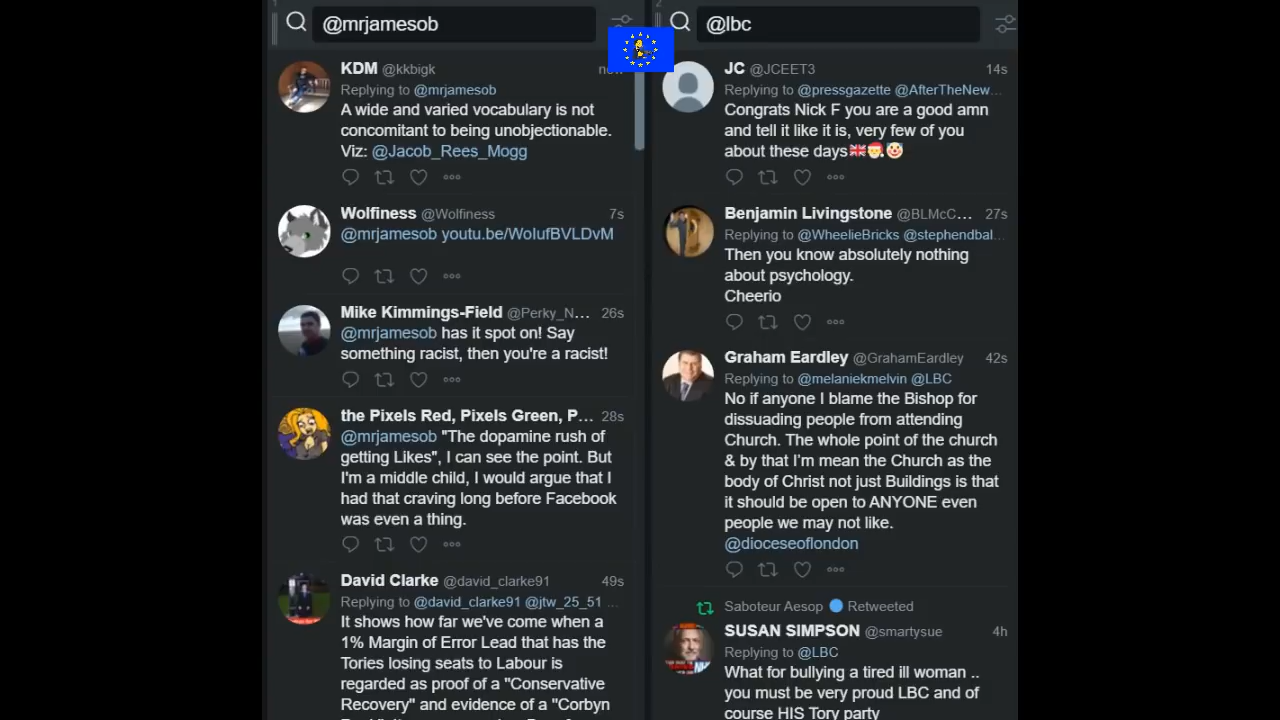 1
@mrjamesob
KDM @kkbigk now
Replying to @mrjamesob
A wide and varied vocabulary is not
concomitant to being unobjectionable.
Viz: @Jacob_Rees_Mogg
Wolfiness @Wolfiness 7s
@mrjamesob youtu.be/WoIufBVLDvM
Mike Kimmings-Field @Perky_N... 26s
@mrjamesob has it spot on! Say
something racist, then you're a racist!
the Pixels Red, Pixels Green, P... 28s
@mrjamesob "The dopamine rush of
getting Likes", I can see the point. But
I'm a middle child, I would argue that I
had that craving long before Facebook
was even a thing.
David Clarke @david_clarke91 49s
Replying to @david_clarke91 @jtw_25_51 ...
It shows how far we've come when a
1% Margin of Error Lead that has the
Tories losing seats to Labour is
regarded as proof of a "Conservative
Recovery" and evidence of a "Corbyn
2
@lbc
JC @JCEET3 14s
Replying to @pressgazette @AfterTheNew...
Congrats Nick F you are a good amn
and tell it like it is, very few of you
about these days🇬🇧🎅🤡
Benjamin Livingstone @BLMcC... 27s
Replying to @WheelieBricks @stephendbal...
Then you know absolutely nothing
about psychology.
Cheerio
Graham Eardley @GrahamEardley 42s
Replying to @melaniekmelvin @LBC
No if anyone I blame the Bishop for
dissuading people from attending
Church. The whole point of the church
& by that I'm mean the Church as the
body of Christ not just Buildings is that
it should be open to ANYONE even
people we may not like.
@dioceseoflondon
Saboteur Aesop 🔵 Retweeted
SUSAN SIMPSON @smartysue 4h
Replying to @LBC
What for bullying a tired ill woman ..
you must be very proud LBC and of
course HIS Tory party